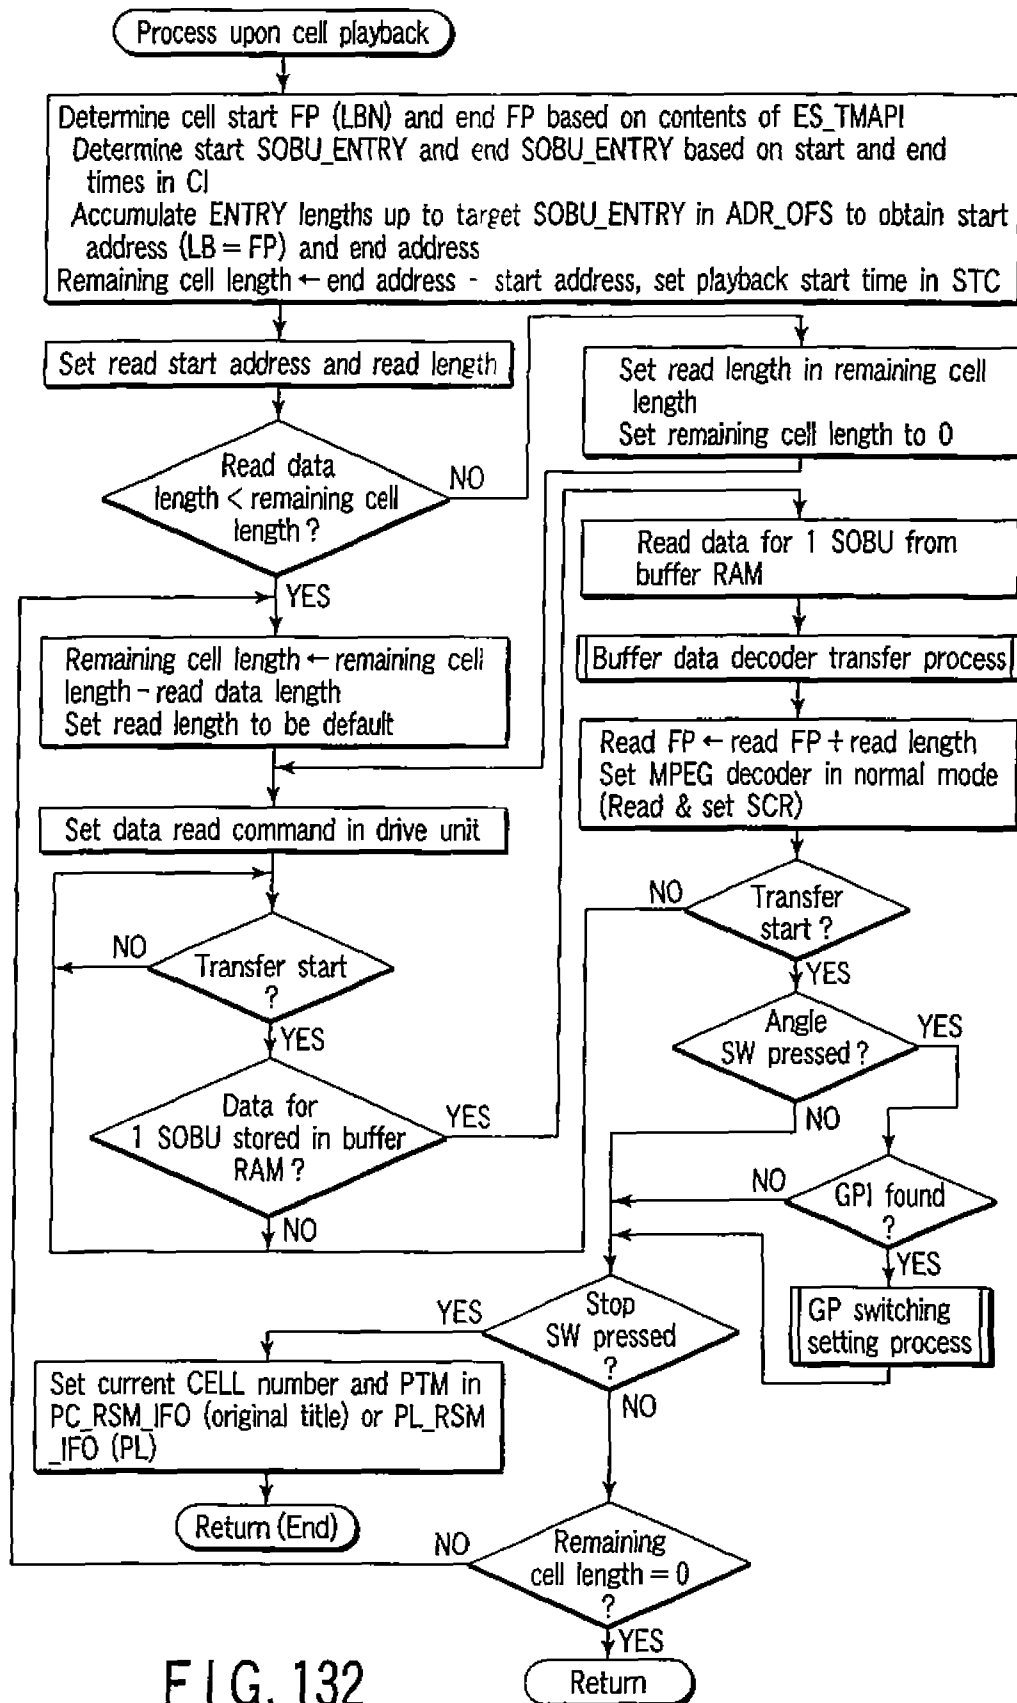 Process upon cell playback
Determine cell start FP (LBN) and end FP based on contents of ES_TMAPI
Determine start SOBU_ENTRY and end SOBU_ENTRY based on start and end
times in CI
Accumulate ENTRY lengths up to target SOBU_ENTRY in ADR_OFS to obtain start
address (LB = FP) and end address
Remaining cell length ← end address - start address, set playback start time in STC
Set read start address and read length
Read data
length < remaining cell
length ?
NO
YES
Set read length in remaining cell
length
Set remaining cell length to 0
Remaining cell length ← remaining cell
length - read data length
Set read length to be default
Set data read command in drive unit
Transfer start
?
NO
YES
Data for
1 SOBU stored in buffer
RAM ?
YES
NO
Read data for 1 SOBU from
buffer RAM
Buffer data decoder transfer process
Read FP ← read FP + read length
Set MPEG decoder in normal mode
(Read & set SCR)
NO
Transfer
start ?
YES
Angle
SW pressed ?
YES
NO
GPI found
?
NO
YES
GP switching
setting process
Stop
SW pressed
?
YES
NO
Set current CELL number and PTM in
PC_RSM_IFO (original title) or PL_RSM
_IFO (PL)
Return (End)
Remaining
cell length = 0
?
NO
YES
Return
FIG. 132